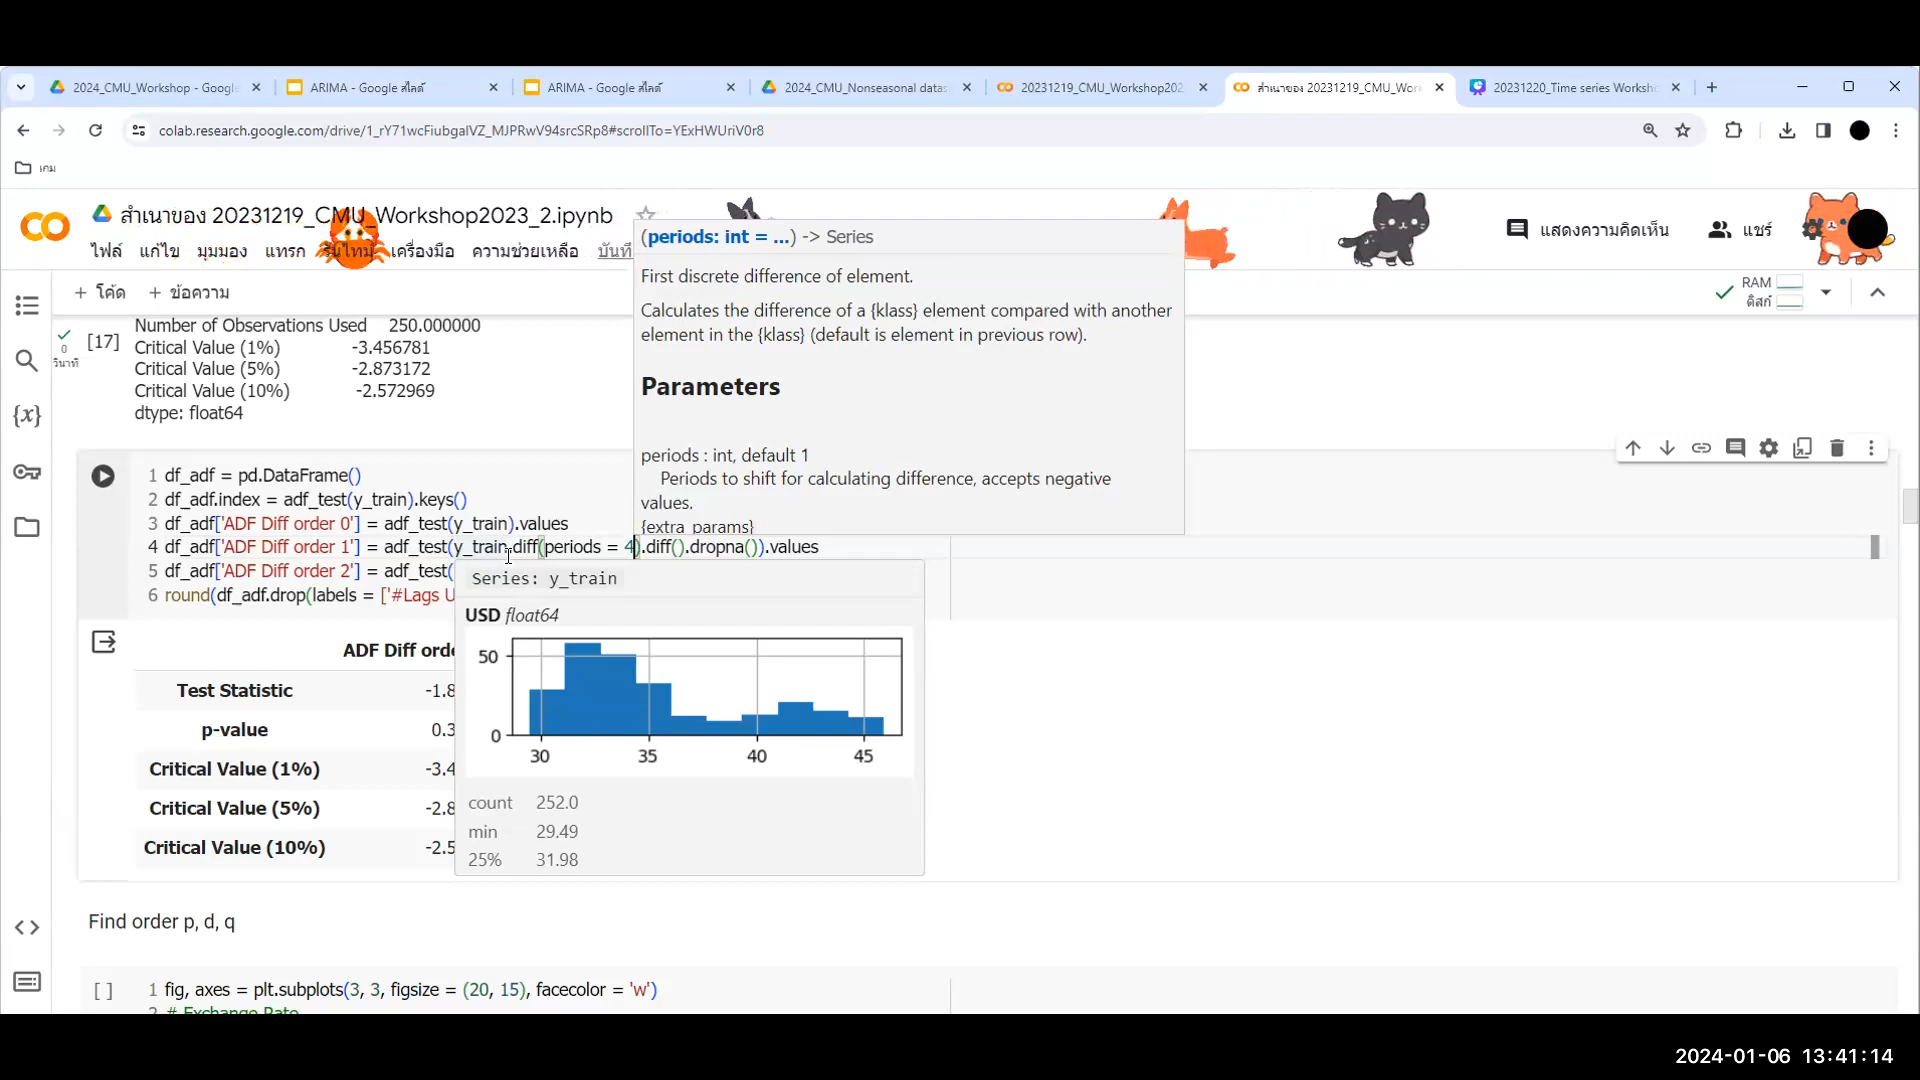 2024_CMU_Workshop - Google
ARIMA - Google สไลด์
ARIMA - Google สไลด์
2024_CMU_Nonseasonal datas
20231219_CMU_Workshop202
สำเนาของ 20231219_CMU_Wor
20231220_Time series Worksh
colab.research.google.com/drive/1_rY71wcFiubgaIVZ_MJPRwV94srcSRp8#scrollTo=YExHWUriV0r8
เกม
สำเนาของ 20231219_CMU_Workshop2023_2.ipynb
ไฟล์ แก้ไข มุมมอง แทรก รันไทม์ เครื่องมือ ความช่วยเหลือ บันที
แสดงความคิดเห็น
แชร์
+ โค้ด + ข้อความ
RAM
ดิสก์
(periods: int = ...) -> Series
First discrete difference of element.
Calculates the difference of a {klass} element compared with another
element in the {klass} (default is element in previous row).
Parameters
periods : int, default 1
Periods to shift for calculating difference, accepts negative
values.
{extra_params}
[17]
0
วินาที
Number of Observations Used 250.000000
Critical Value (1%) -3.456781
Critical Value (5%) -2.873172
Critical Value (10%) -2.572969
dtype: float64
1 df_adf = pd.DataFrame()
2 df_adf.index = adf_test(y_train).keys()
3 df_adf['ADF Diff order 0'] = adf_test(y_train).values
4 df_adf['ADF Diff order 1'] = adf_test(y_train.diff(periods = 4).diff().dropna()).values
5 df_adf['ADF Diff order 2'] = adf_test(
6 round(df_adf.drop(labels = ['#Lags U
Series: y_train
USD float64
50
0
30 35 40 45
count 252.0
min 29.49
25% 31.98
ADF Diff orde
Test Statistic -1.8
p-value 0.3
Critical Value (1%) -3.4
Critical Value (5%) -2.8
Critical Value (10%) -2.5
Find order p, d, q
[ ]
1 fig, axes = plt.subplots(3, 3, figsize = (20, 15), facecolor = 'w')
2 # Exchange Rate
2024-01-06 13:41:14